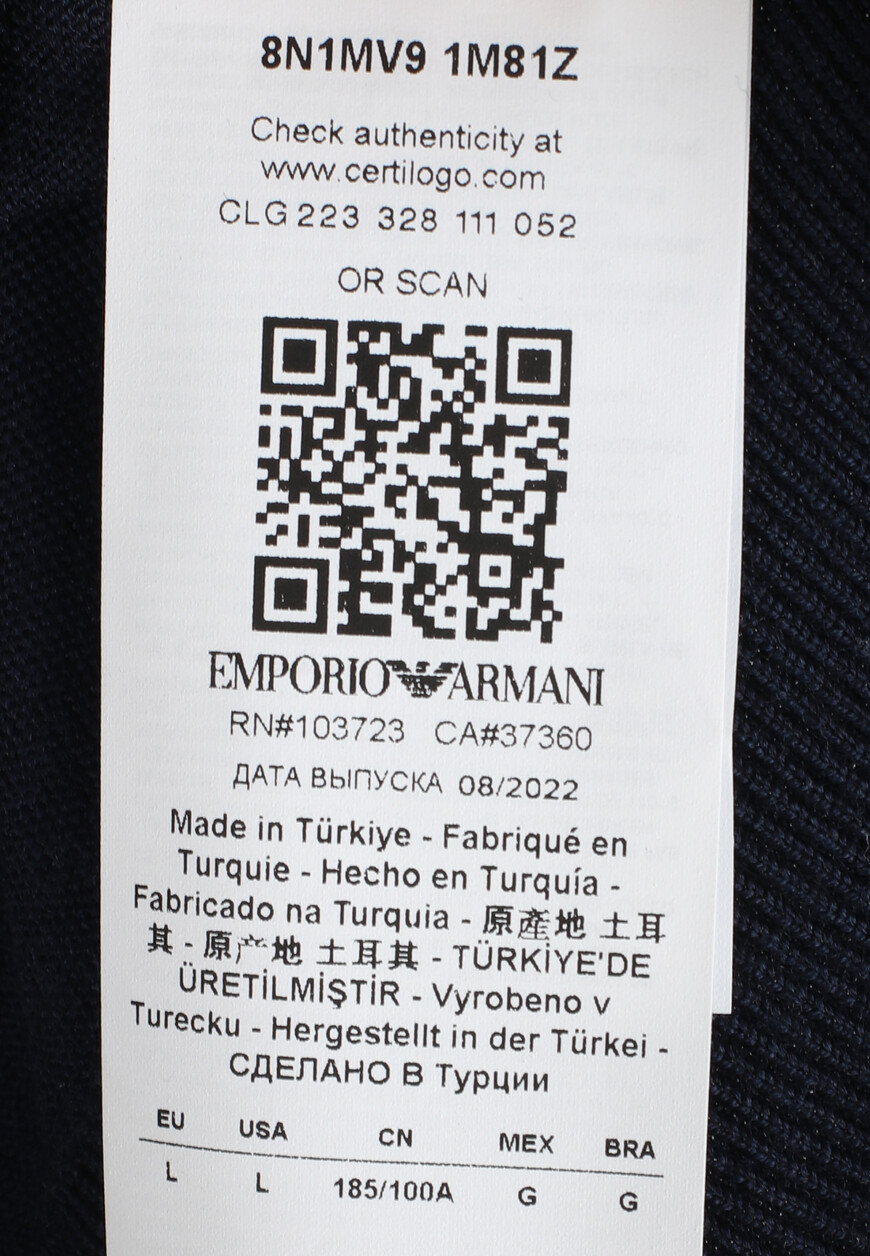 8N1MV9 1M81Z
Check authenticity at
www.certilogo.com
CLG 223 328 111 052
OR SCAN
EMPORIO ARMANI
RN#103723 CA#37360
ДАТА ВЫПУСКА 08/2022
Made in Türkiye - Fabriqué en
Turquie - Hecho en Turquía -
Fabricado na Turquia - 原產地 土耳
其 - 原产地 土耳其 - TÜRKİYE'DE
ÜRETİLMİŞTİR - Vyrobeno v
Turecku - Hergestellt in der Türkei -
СДЕЛАНО В Турции
EU USA CN MEX BRA
L L 185/100A G G